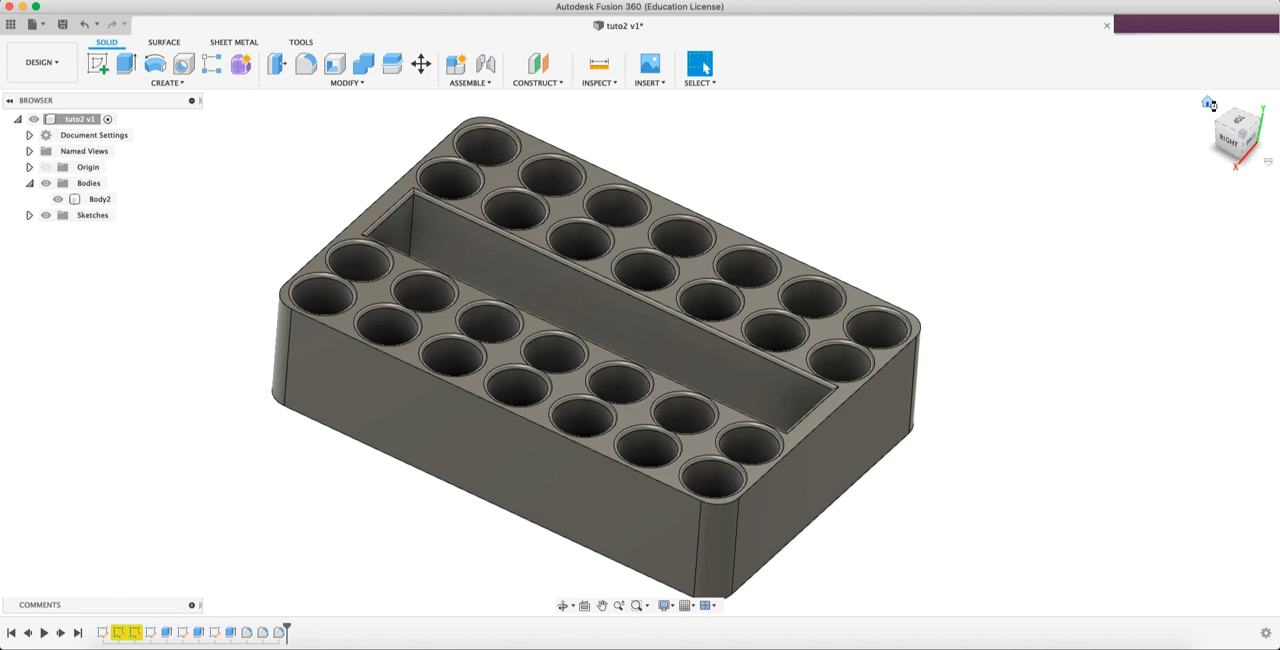 Autodesk Fusion 360 (Education License)
tuto2 v1*
SOLID SURFACE SHEET METAL TOOLS
DESIGN
CREATE MODIFY ASSEMBLE CONSTRUCT INSPECT INSERT SELECT
BROWSER
tuto2 v1
Document Settings
Named Views
Origin
Bodies
Body2
Sketches
TOP
RIGHT
Y
X
COMMENTS